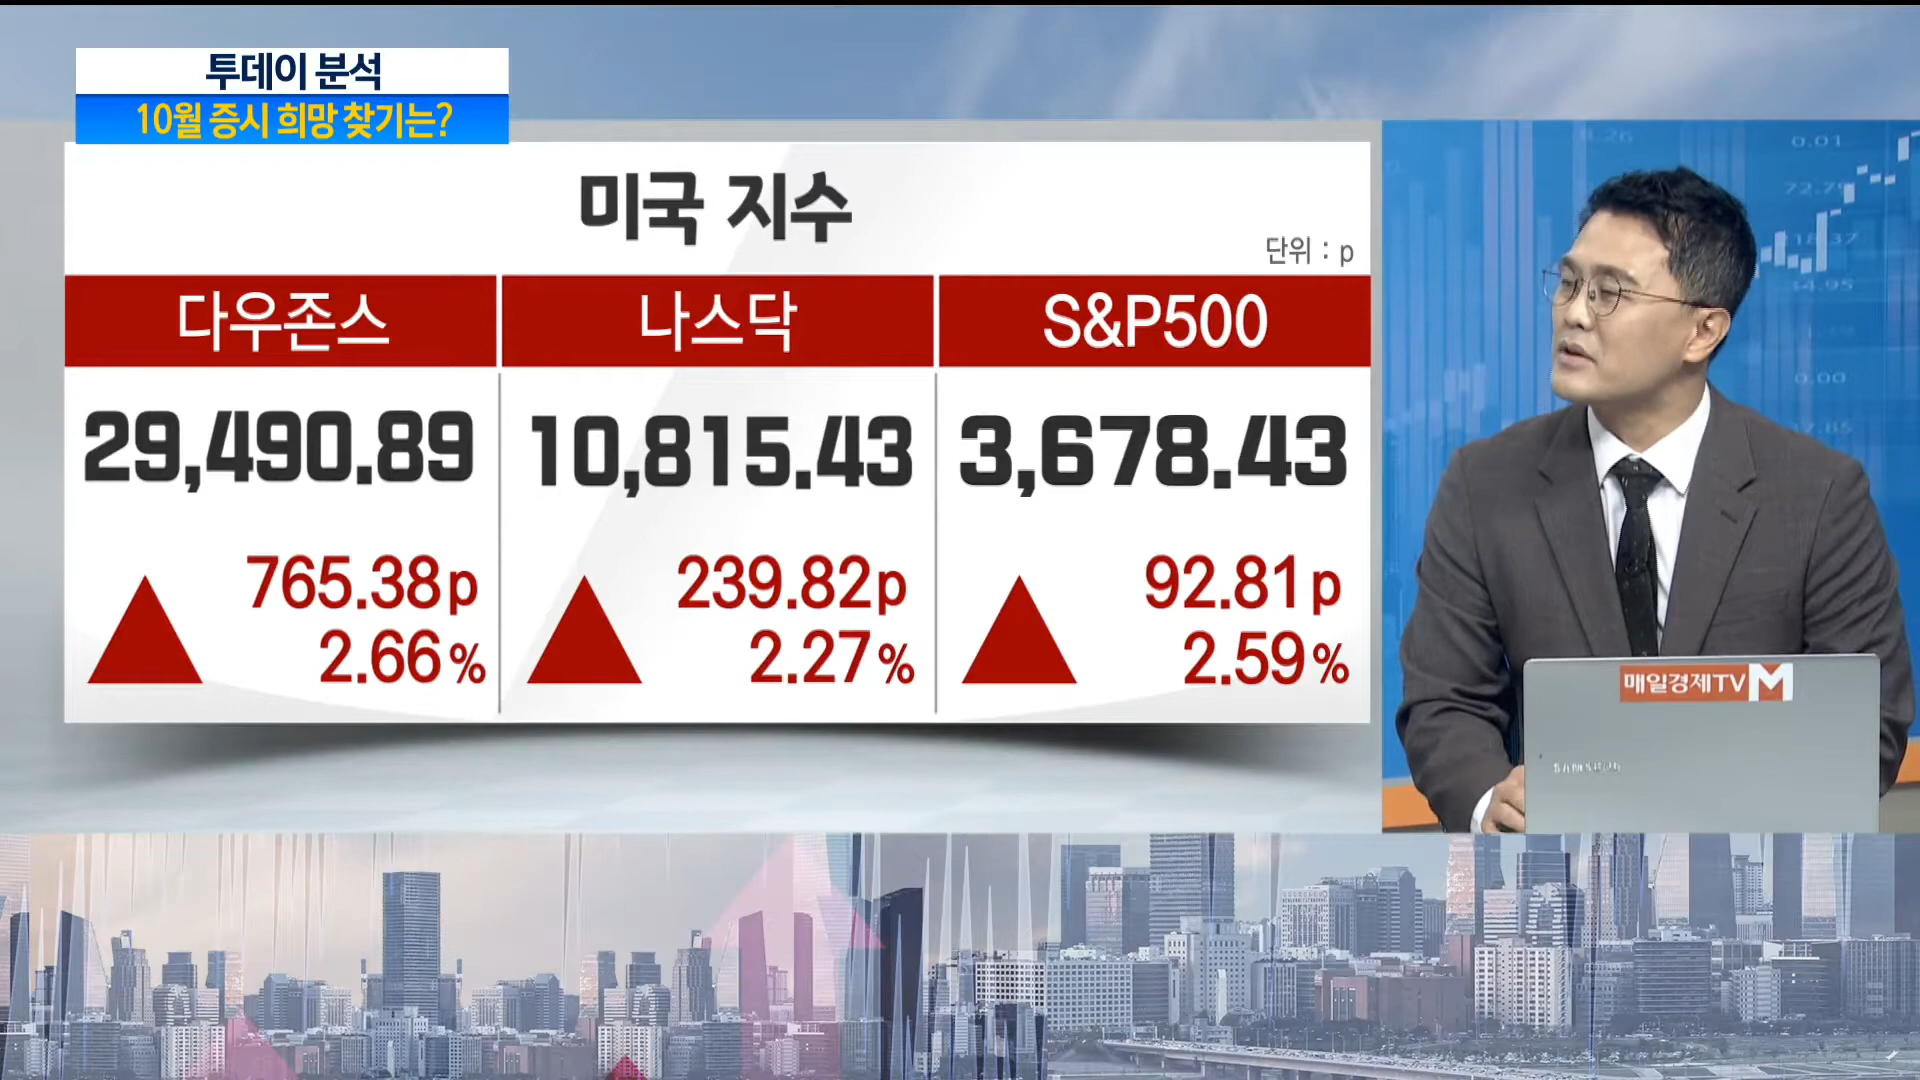 투데이 분석
10월 증시 희망 찾기는?
미국 지수
단위 : p
다우존스
나스닥
S&P500
29,490.89
10,815.43
3,678.43
765.38p
239.82p
92.81p
2.66%
2.27%
2.59%
0.01
매일경제TV M